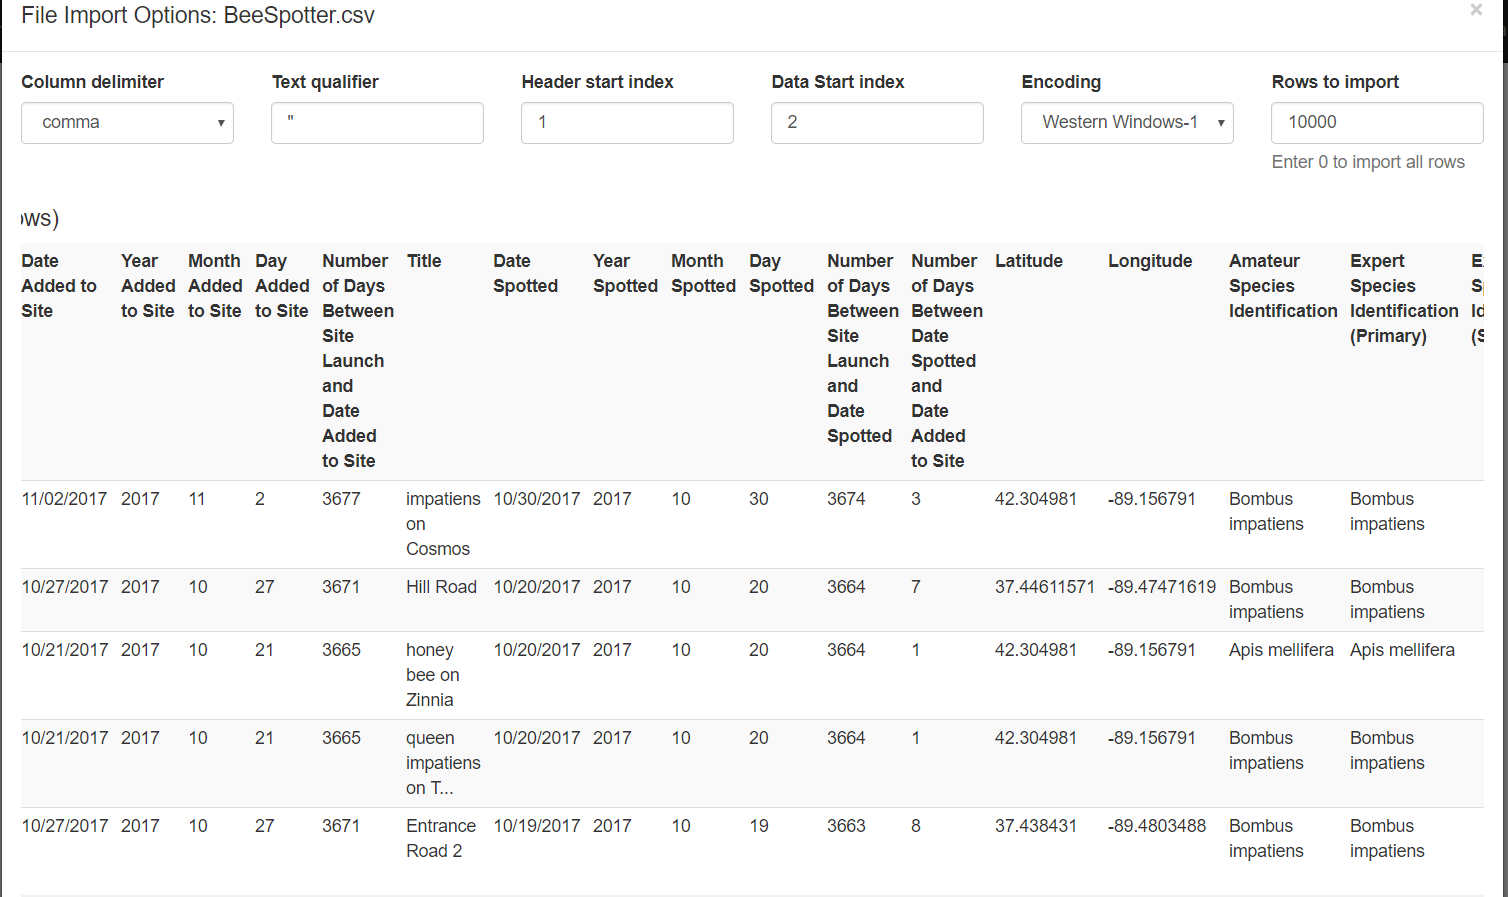 File Import Options: BeeSpotter.csv
×
Column delimiter Text qualifier Header start index Data Start index Encoding Rows to import
comma " 1 2 Western Windows-1 10000
Enter 0 to import all rows
ows)
Date Year Month Day Number Title Date Year Month Day Number Number Latitude Longitude Amateur Expert
Added to Added Added Added of Days Spotted Spotted Spotted Spotted of Days of Days Species Species
Site to Site to Site to Site Between Between Between Identification Identification
Site Site Date (Primary)
Launch Launch Spotted
and and and
Date Date Date
Added Spotted Added
to Site to Site
11/02/2017 2017 11 2 3677 impatiens 10/30/2017 2017 10 30 3674 3 42.304981 -89.156791 Bombus Bombus
on impatiens impatiens
Cosmos
10/27/2017 2017 10 27 3671 Hill Road 10/20/2017 2017 10 20 3664 7 37.44611571 -89.47471619 Bombus Bombus
impatiens impatiens
10/21/2017 2017 10 21 3665 honey 10/20/2017 2017 10 20 3664 1 42.304981 -89.156791 Apis mellifera Apis mellifera
bee on
Zinnia
10/21/2017 2017 10 21 3665 queen 10/20/2017 2017 10 20 3664 1 42.304981 -89.156791 Bombus Bombus
impatiens impatiens impatiens
on T...
10/27/2017 2017 10 27 3671 Entrance 10/19/2017 2017 10 19 3663 8 37.438431 -89.4803488 Bombus Bombus
Road 2 impatiens impatiens